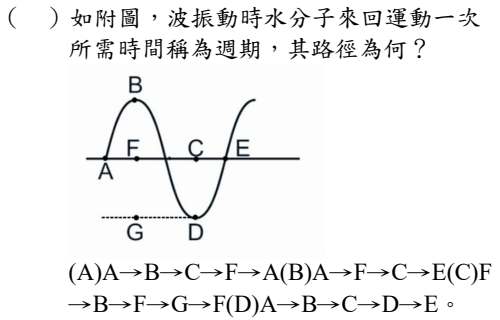 ( ) 如附圖，波振動時水分子來回運動一次
所需時間稱為週期，其路徑為何？
B
F
C
E
A
G
D
(A)A→B→C→F→A(B)A→F→C→E(C)F
→B→F→G→F(D)A→B→C→D→E。